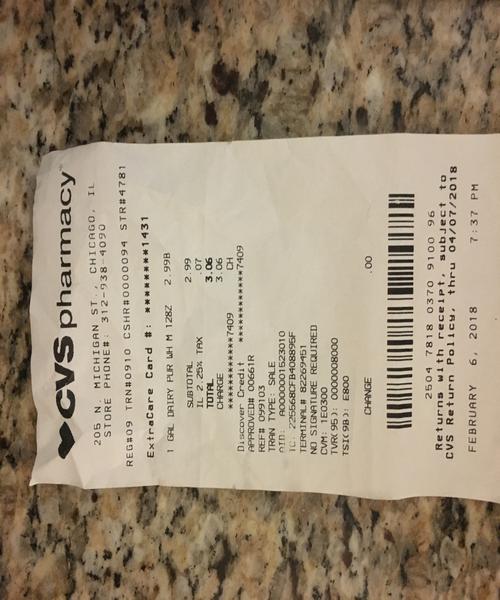 CVS pharmacy
205 N MICHIGAN ST., CHICAGO, IL
STORE PHONE#: 312-938-4090
REG#09 TRN#0910 CSHR#0000094 STR#4781
ExtraCare Card #: ********1431
1 GAL DAIRY PUR WH M 128Z 2.99B
SUBTOTAL 2.99
IL 2.25% TAX .07
TOTAL 3.06
CHARGE 3.06
************7409 CH
Discover Credit ************7409
APPROVED# 00661R
REF# 099103
TRAN TYPE: SALE
AID: A0000001523010
TC: 225668CFB408895F
TERMINAL# 82269451
NO SIGNATURE REQUIRED
CVM: 1E0300
TVR(95): 0000008000
TSI(9B): E800
CHANGE .00
2504 7818 0370 9100 96
Returns with receipt, subject to
CVS Return Policy, thru 04/07/2018
FEBRUARY 6, 2018 7:37 PM